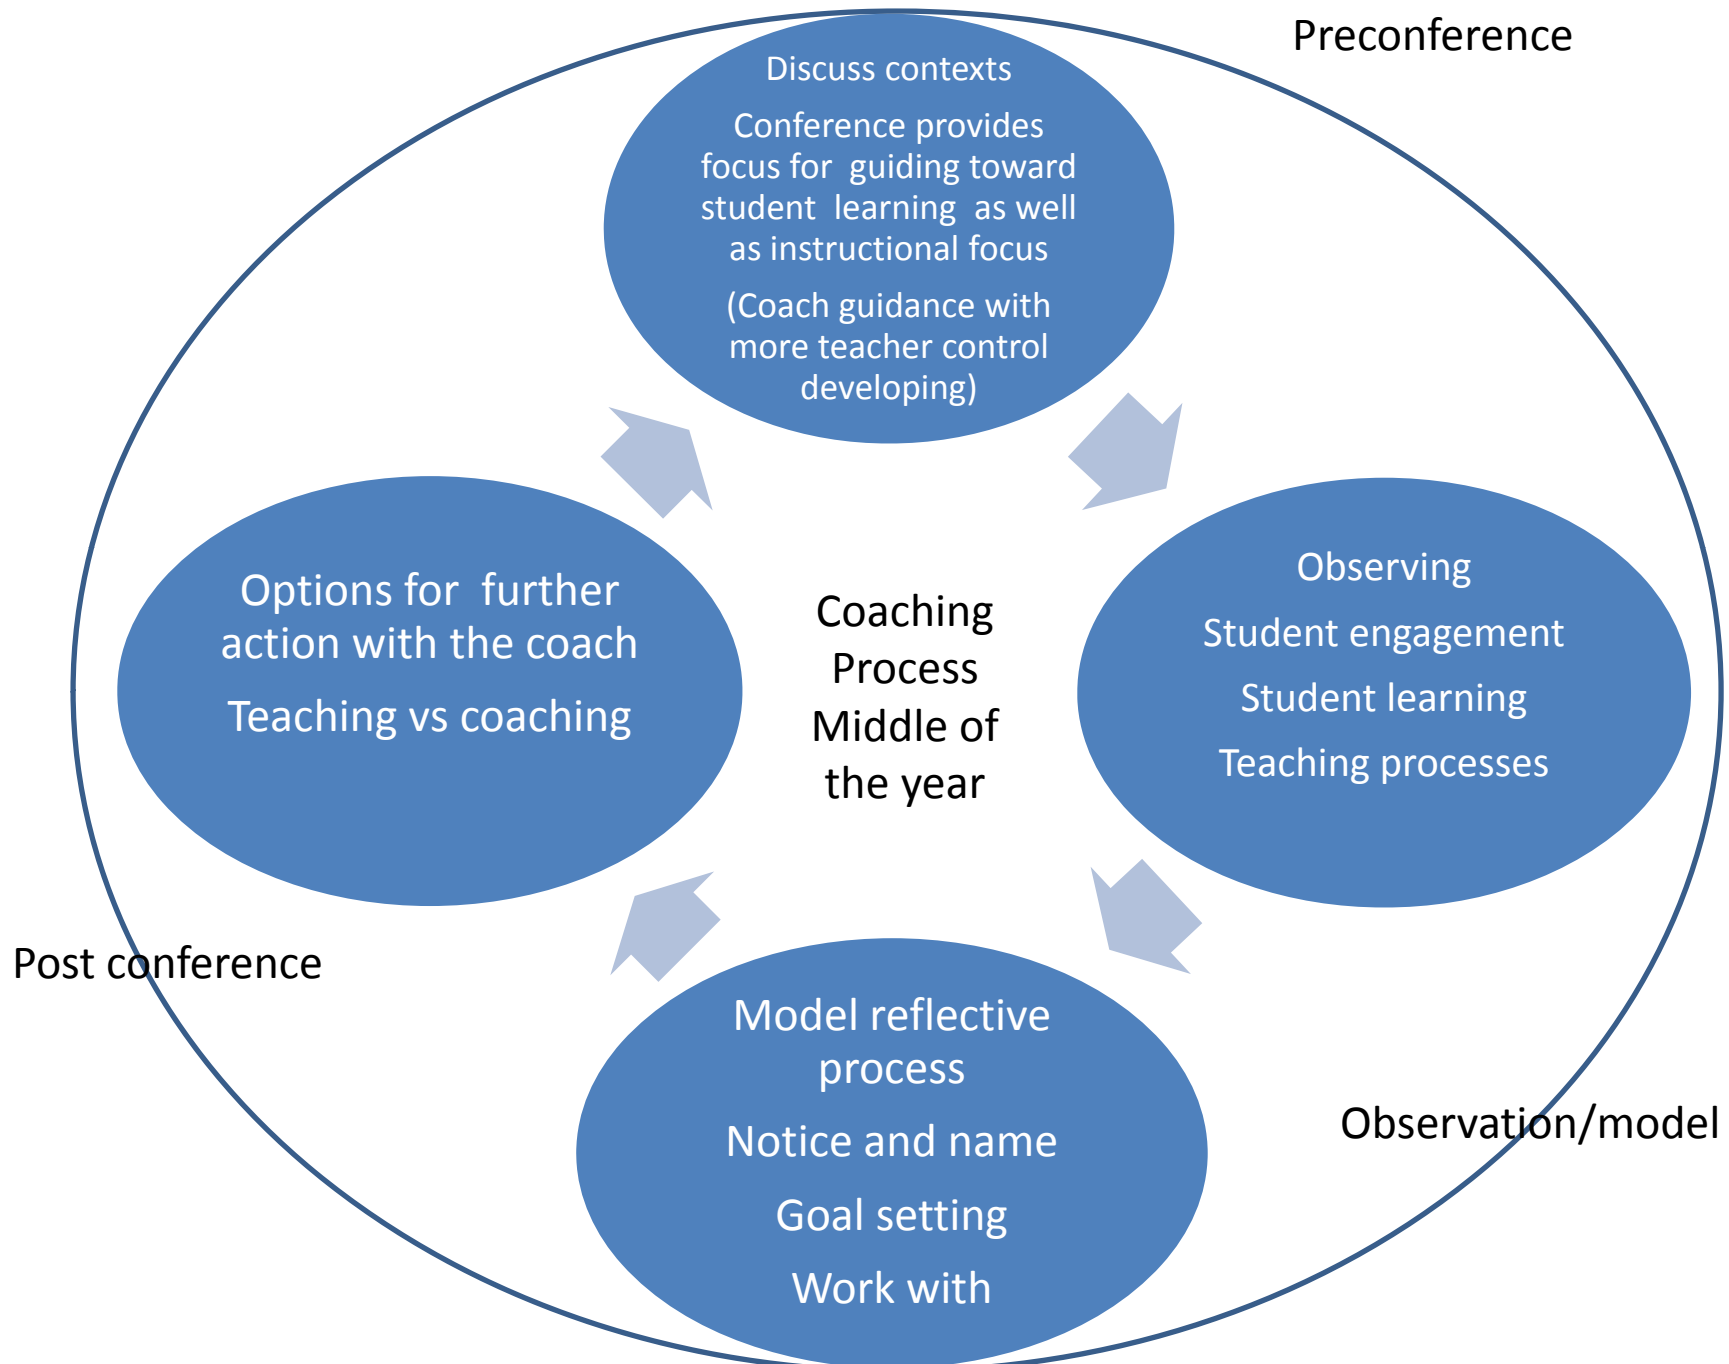 Preconference
Discuss contexts
Conference provides
focus for guiding toward
student learning as well
as instructional focus
(Coach guidance with
more teacher control
developing)
Observing
Student engagement
Student learning
Teaching processes
Coaching
Process
Middle of
the year
Options for further
action with the coach
Teaching vs coaching
Post conference
Observation/model
Model reflective
process
Notice and name
Goal setting
Work with